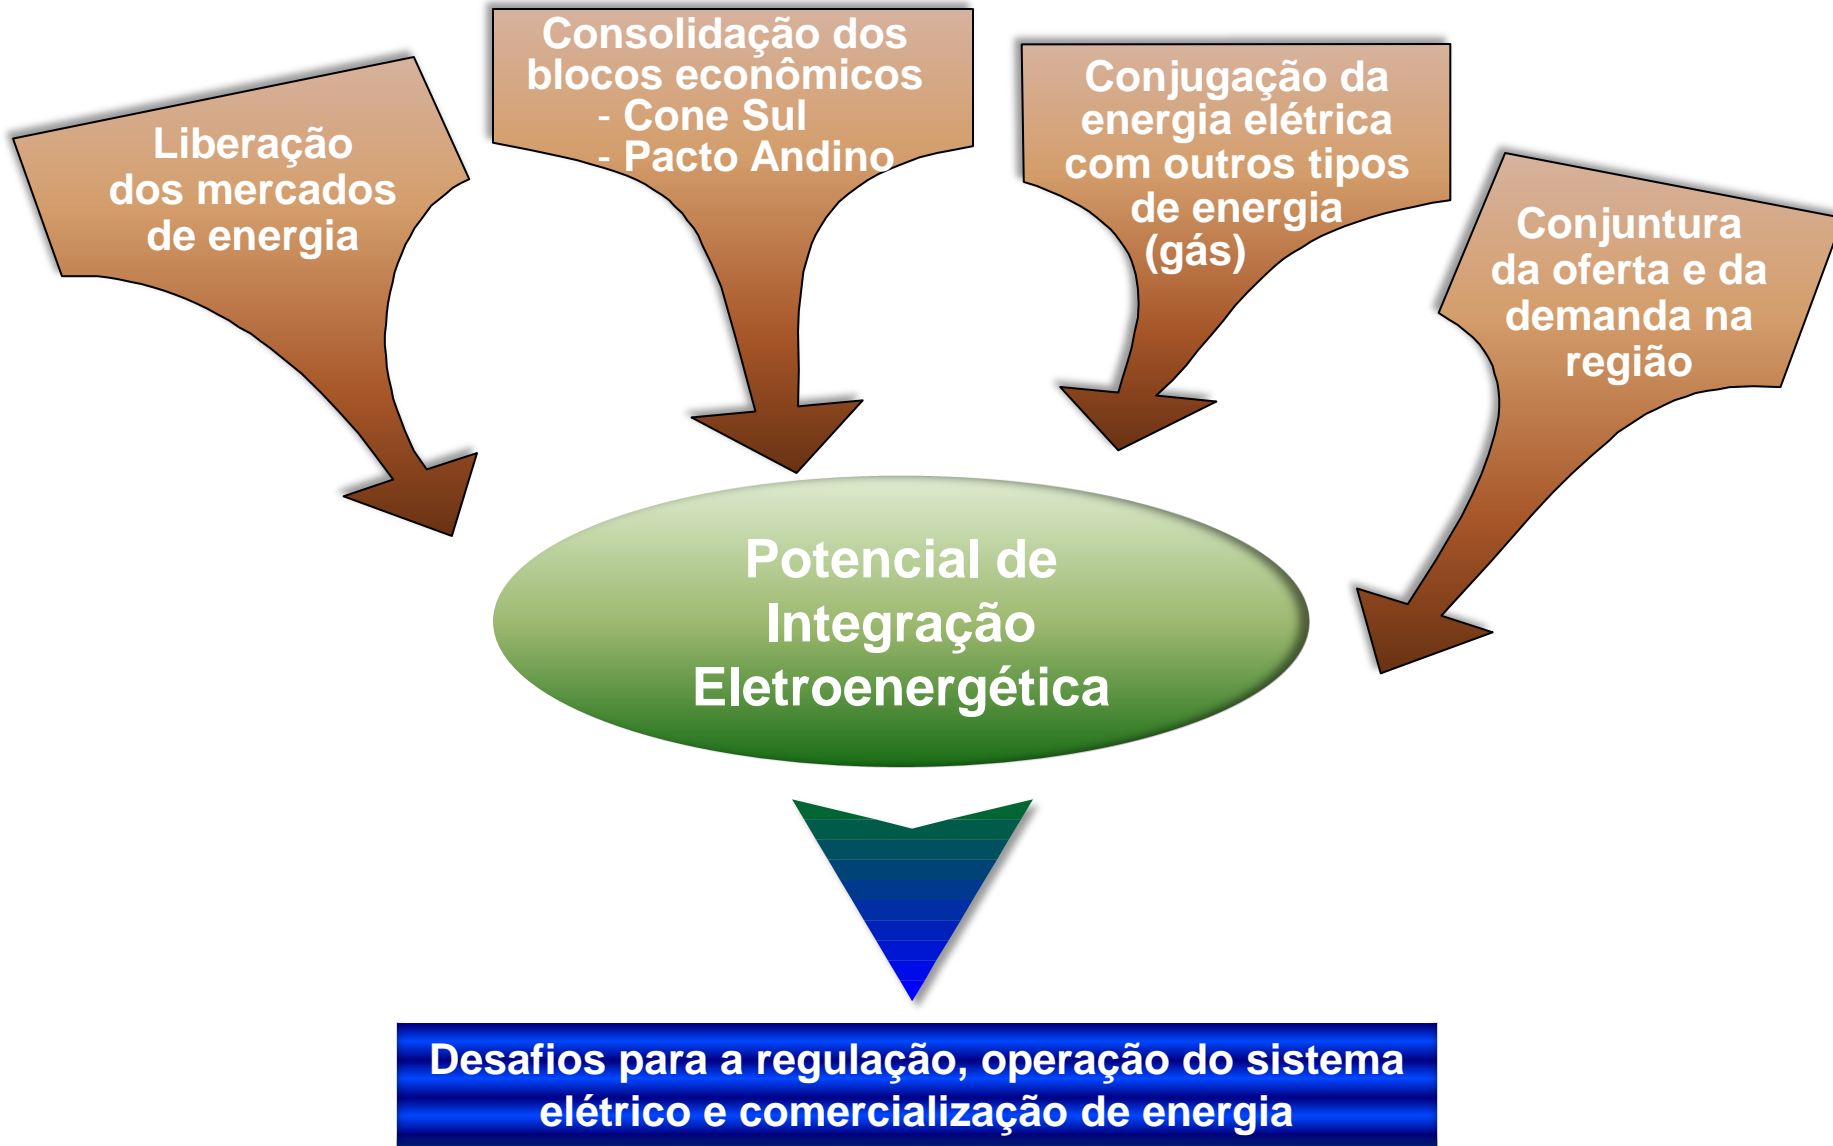 Liberação
dos mercados
de energia
Consolidação dos
blocos econômicos
- Cone Sul
- Pacto Andino
Conjugação da
energia elétrica
com outros tipos
de energia
(gás)
Conjuntura
da oferta e da
demanda na
região
Potencial de
Integração
Eletroenergética
Desafios para a regulação, operação do sistema
elétrico e comercialização de energia